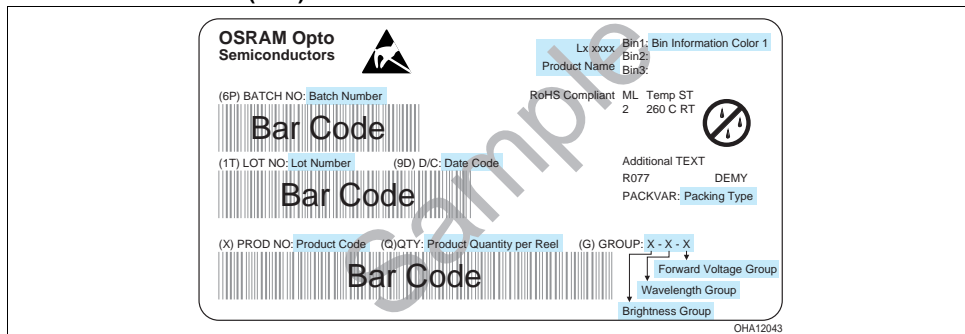 OSRAM Opto
Semiconductors
Lx xxxx
Product Name
Bin1: Bin Information Color 1
Bin2:
Bin3:
RoHS Compliant ML Temp ST
2 260 C RT
(6P) BATCH NO: Batch Number
Bar Code
(1T) LOT NO: Lot Number (9D) D/C: Date Code
Bar Code
Additional TEXT
R077 DEMY
PACKVAR: Packing Type
(X) PROD NO: Product Code (Q)QTY: Product Quantity per Reel (G) GROUP: X - X - X
Bar Code
Forward Voltage Group
Wavelength Group
Brightness Group
Sample
OHA12043